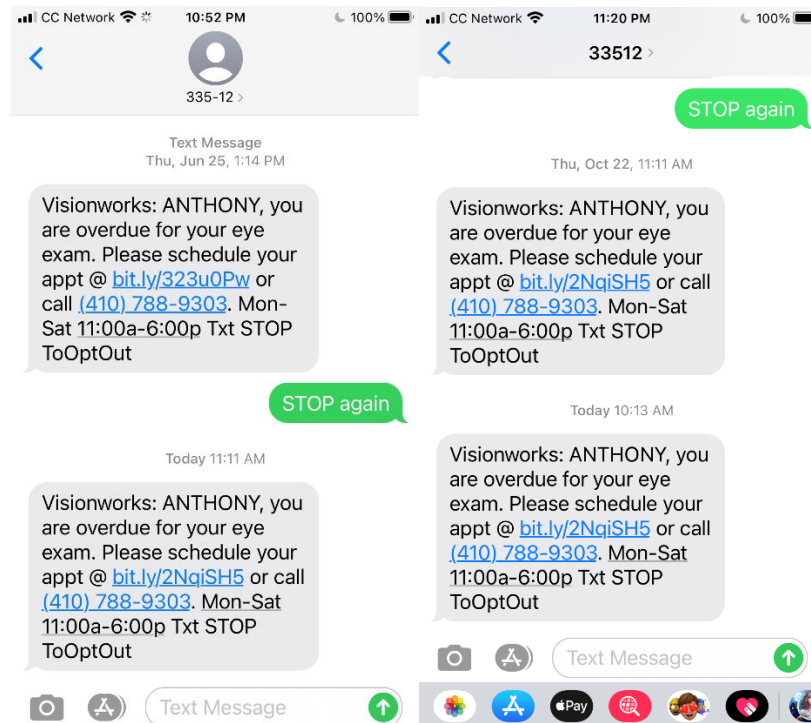 CC Network 10:52 PM 100%
335-12 >
Text Message
Thu, Jun 25, 1:14 PM
Visionworks: ANTHONY, you
are overdue for your eye
exam. Please schedule your
appt @ bit.ly/323u0Pw or
call (410) 788-9303. Mon-
Sat 11:00a-6:00p Txt STOP
ToOptOut
STOP again
Today 11:11 AM
Visionworks: ANTHONY, you
are overdue for your eye
exam. Please schedule your
appt @ bit.ly/2NqiSH5 or call
(410) 788-9303. Mon-Sat
11:00a-6:00p Txt STOP
ToOptOut
Text Message
CC Network 11:20 PM 100%
33512 >
STOP again
Thu, Oct 22, 11:11 AM
Visionworks: ANTHONY, you
are overdue for your eye
exam. Please schedule your
appt @ bit.ly/2NqiSH5 or call
(410) 788-9303. Mon-Sat
11:00a-6:00p Txt STOP
ToOptOut
Today 10:13 AM
Visionworks: ANTHONY, you
are overdue for your eye
exam. Please schedule your
appt @ bit.ly/2NqiSH5 or call
(410) 788-9303. Mon-Sat
11:00a-6:00p Txt STOP
ToOptOut
Text Message
Pay